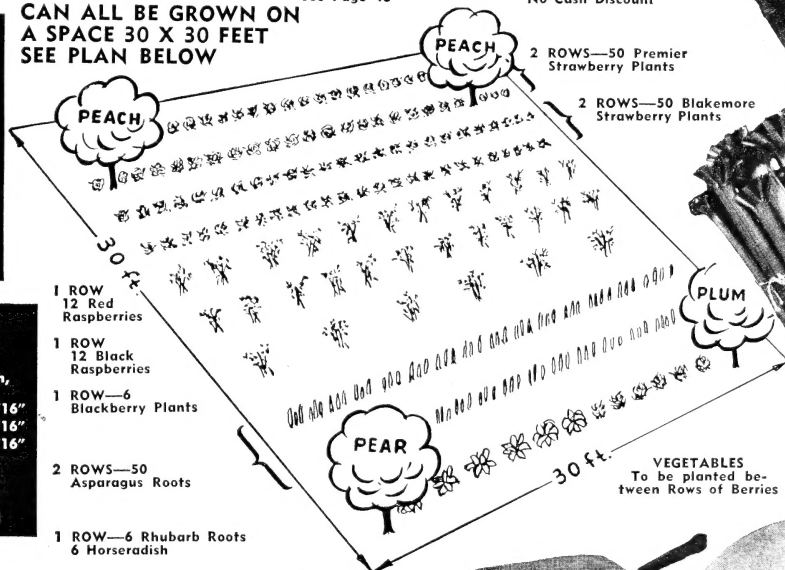 CAN ALL BE GROWN ON
A SPACE 30 X 30 FEET
SEE PLAN BELOW
No Cash Discount
PEACH
PEACH
2 ROWS—50 Premier
Strawberry Plants
2 ROWS—50 Blakemore
Strawberry Plants
30 ft.
1 ROW
12 Red
Raspberries
1 ROW
12 Black
Raspberries
1 ROW—6
Blackberry Plants
2 ROWS—50
Asparagus Roots
1 ROW—6 Rhubarb Roots
6 Horseradish
PLUM
PEAR
30 ft.
VEGETABLES
To be planted be-
tween Rows of Berries
16"
16"
16"